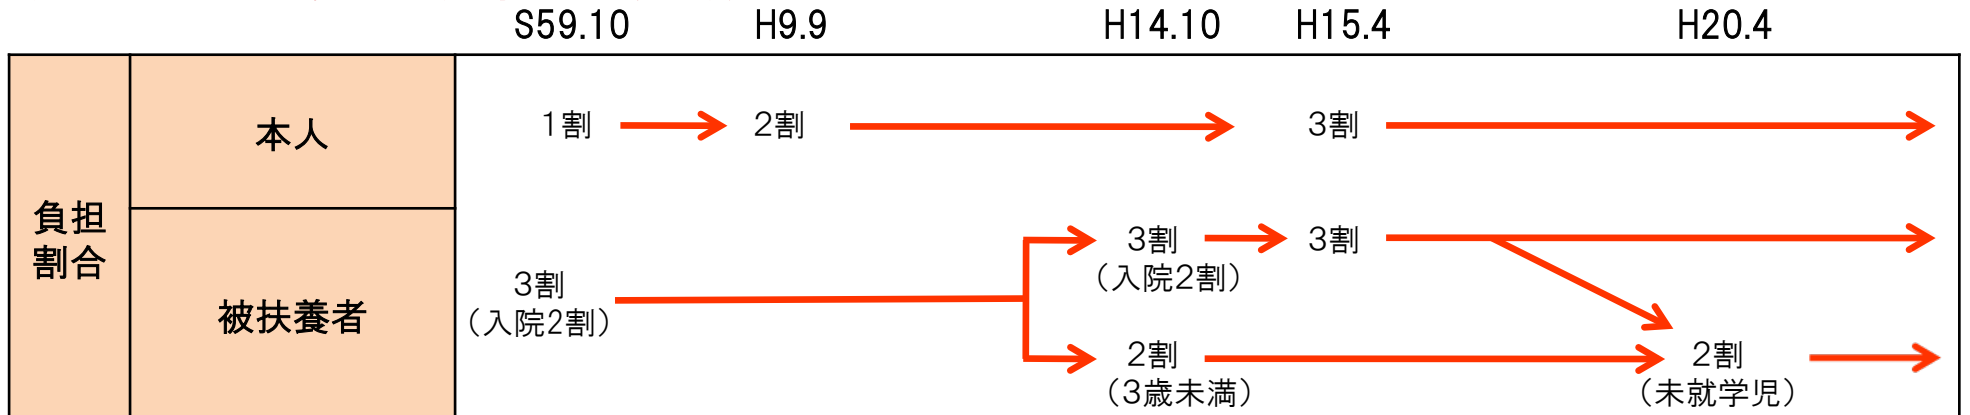 S59.10 H9.9 H14.10 H15.4 H20.4
負担
割合
本人
1割 2割 3割
被扶養者
3割
(入院2割)
3割
(入院2割)
3割
2割
(3歳未満)
2割
(未就学児)